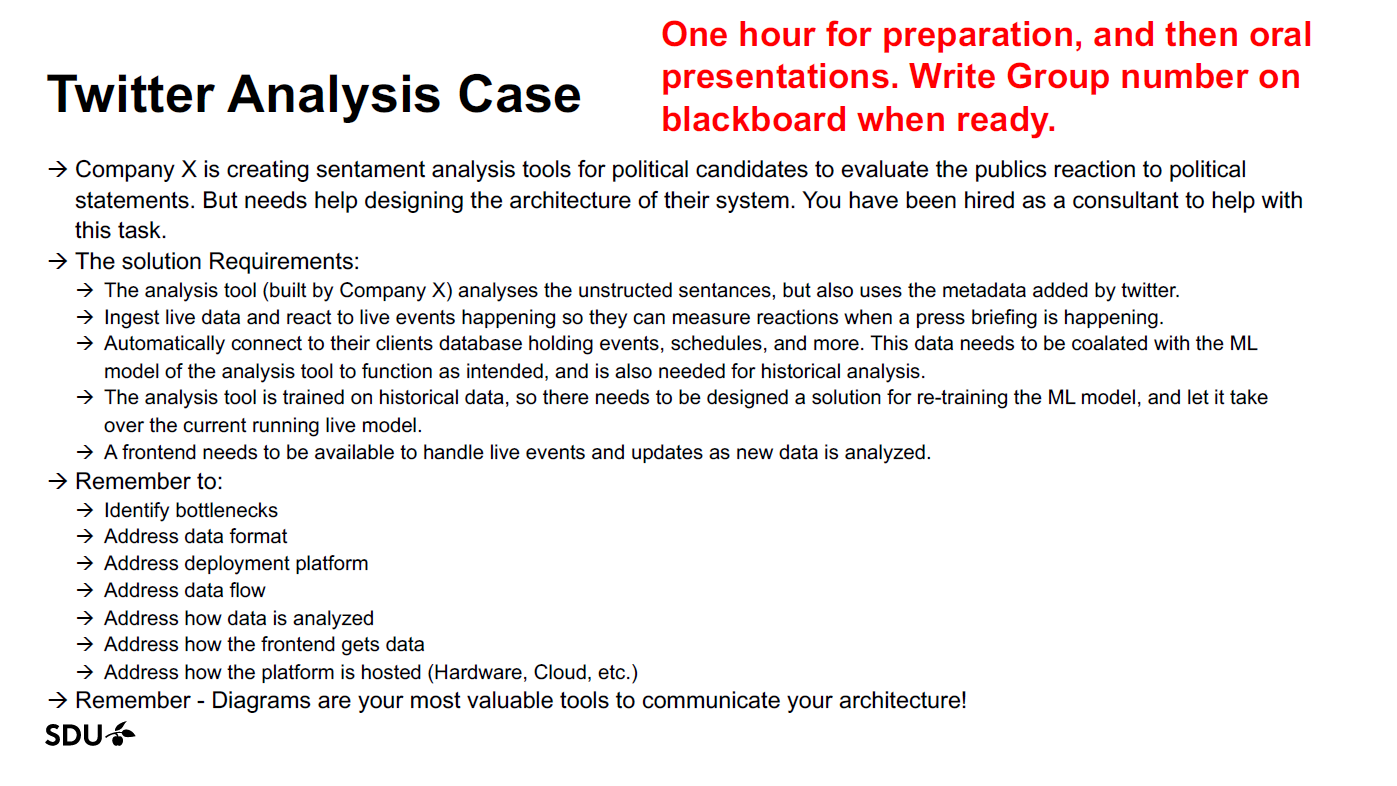 One hour for preparation, and then oral
presentations. Write Group number on
blackboard when ready.
Twitter Analysis Case
→ Company X is creating sentament analysis tools for political candidates to evaluate the publics reaction to political
statements. But needs help designing the architecture of their system. You have been hired as a consultant to help with
this task.
→ The solution Requirements:
→ The analysis tool (built by Company X) analyses the unstructed sentances, but also uses the metadata added by twitter.
→ Ingest live data and react to live events happening so they can measure reactions when a press briefing is happening.
→ Automatically connect to their clients database holding events, schedules, and more. This data needs to be coalated with the ML
model of the analysis tool to function as intended, and is also needed for historical analysis.
→ The analysis tool is trained on historical data, so there needs to be designed a solution for re-training the ML model, and let it take
over the current running live model.
→ A frontend needs to be available to handle live events and updates as new data is analyzed.
→ Remember to:
→ Identify bottlenecks
→ Address data format
→ Address deployment platform
→ Address data flow
→ Address how data is analyzed
→ Address how the frontend gets data
→ Address how the platform is hosted (Hardware, Cloud, etc.)
→ Remember - Diagrams are your most valuable tools to communicate your architecture!
SDU